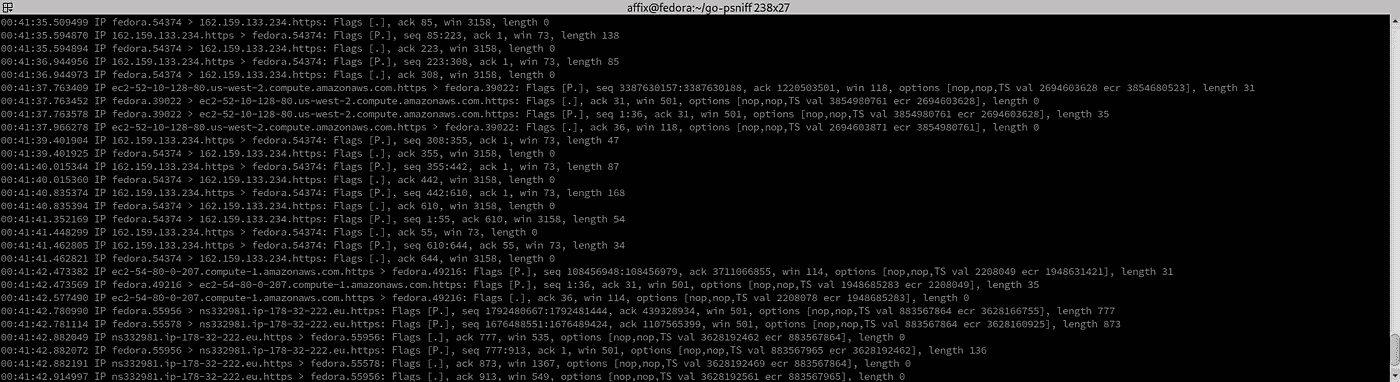 affix@fedora:~/go-psniff 238x27
00:41:35.509499 IP fedora.54374 > 162.159.133.234.https: Flags [.], ack 85, win 3158, length 0
00:41:35.594870 IP 162.159.133.234.https > fedora.54374: Flags [P.], seq 85:223, ack 1, win 73, length 138
00:41:35.594894 IP fedora.54374 > 162.159.133.234.https: Flags [.], ack 223, win 3158, length 0
00:41:36.944956 IP 162.159.133.234.https > fedora.54374: Flags [P.], seq 223:308, ack 1, win 73, length 85
00:41:36.944973 IP fedora.54374 > 162.159.133.234.https: Flags [.], ack 308, win 3158, length 0
00:41:37.763409 IP ec2-52-10-128-80.us-west-2.compute.amazonaws.com.https > fedora.39022: Flags [P.], seq 3387630157:3387630188, ack 1220503501, win 118, options [nop,nop,TS val 2694603628 ecr 3854680523], length 31
00:41:37.763452 IP fedora.39022 > ec2-52-10-128-80.us-west-2.compute.amazonaws.com.https: Flags [.], ack 31, win 501, options [nop,nop,TS val 3854980761 ecr 2694603628], length 0
00:41:37.763578 IP fedora.39022 > ec2-52-10-128-80.us-west-2.compute.amazonaws.com.https: Flags [P.], seq 1:36, ack 31, win 501, options [nop,nop,TS val 3854980761 ecr 2694603628], length 35
00:41:37.966278 IP ec2-52-10-128-80.us-west-2.compute.amazonaws.com.https > fedora.39022: Flags [.], ack 36, win 118, options [nop,nop,TS val 2694603871 ecr 3854980761], length 0
00:41:39.401904 IP 162.159.133.234.https > fedora.54374: Flags [P.], seq 308:355, ack 1, win 73, length 47
00:41:39.401925 IP fedora.54374 > 162.159.133.234.https: Flags [.], ack 355, win 3158, length 0
00:41:40.015344 IP 162.159.133.234.https > fedora.54374: Flags [P.], seq 355:442, ack 1, win 73, length 87
00:41:40.015360 IP fedora.54374 > 162.159.133.234.https: Flags [.], ack 442, win 3158, length 0
00:41:40.835374 IP 162.159.133.234.https > fedora.54374: Flags [P.], seq 442:610, ack 1, win 73, length 168
00:41:40.835394 IP fedora.54374 > 162.159.133.234.https: Flags [.], ack 610, win 3158, length 0
00:41:41.352169 IP fedora.54374 > 162.159.133.234.https: Flags [P.], seq 1:55, ack 610, win 3158, length 54
00:41:41.448299 IP 162.159.133.234.https > fedora.54374: Flags [.], ack 55, win 73, length 0
00:41:41.462805 IP 162.159.133.234.https > fedora.54374: Flags [P.], seq 610:644, ack 55, win 73, length 34
00:41:41.462821 IP fedora.54374 > 162.159.133.234.https: Flags [.], ack 644, win 3158, length 0
00:41:42.473382 IP ec2-54-80-0-207.compute-1.amazonaws.com.https > fedora.49216: Flags [P.], seq 108456948:108456979, ack 3711066855, win 114, options [nop,nop,TS val 2208049 ecr 1948631421], length 31
00:41:42.473569 IP fedora.49216 > ec2-54-80-0-207.compute-1.amazonaws.com.https: Flags [P.], seq 1:36, ack 31, win 501, options [nop,nop,TS val 1948685283 ecr 2208049], length 35
00:41:42.577490 IP ec2-54-80-0-207.compute-1.amazonaws.com.https > fedora.49216: Flags [.], ack 36, win 114, options [nop,nop,TS val 2208078 ecr 1948685283], length 0
00:41:42.780990 IP fedora.55956 > ns332981.ip-178-32-222.eu.https: Flags [P.], seq 1792480667:1792481444, ack 439328934, win 501, options [nop,nop,TS val 883567864 ecr 3628166755], length 777
00:41:42.781114 IP fedora.55578 > ns332981.ip-178-32-222.eu.https: Flags [P.], seq 1676488551:1676489424, ack 1107565399, win 501, options [nop,nop,TS val 883567864 ecr 3628160925], length 873
00:41:42.882049 IP ns332981.ip-178-32-222.eu.https > fedora.55956: Flags [.], ack 777, win 535, options [nop,nop,TS val 3628192462 ecr 883567864], length 0
00:41:42.882072 IP fedora.55956 > ns332981.ip-178-32-222.eu.https: Flags [P.], seq 777:913, ack 1, win 501, options [nop,nop,TS val 883567965 ecr 3628192462], length 136
00:41:42.882191 IP ns332981.ip-178-32-222.eu.https > fedora.55578: Flags [.], ack 873, win 1367, options [nop,nop,TS val 3628192469 ecr 883567864], length 0
00:41:42.914997 IP ns332981.ip-178-32-222.eu.https > fedora.55956: Flags [.], ack 913, win 549, options [nop,nop,TS val 3628192561 ecr 883567965], length 0